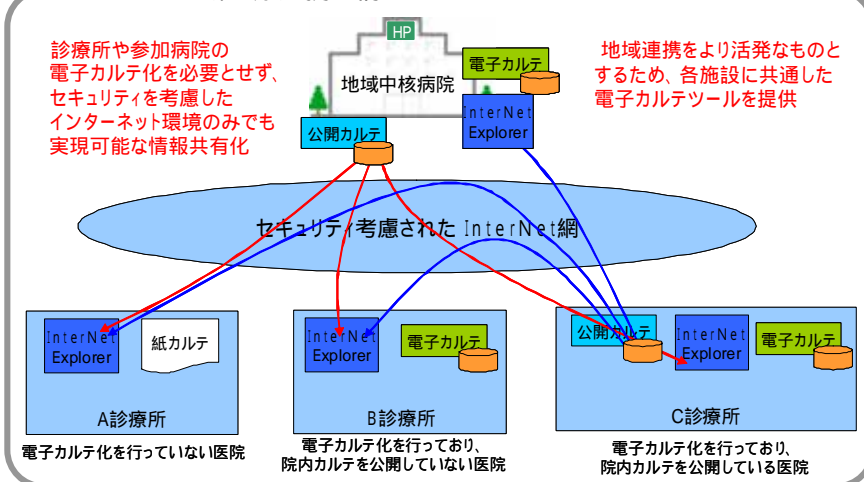 HP
診療所や参加病院の
電子カルテ化を必要とせず、
セキュリティを考慮した
インターネット環境のみでも
実現可能な情報共有化
地域中核病院
電子カルテ
InterNet
Explorer
公開カルテ
地域連携をより活発なものと
するため、各施設に共通した
電子カルテツールを提供
セキュリティ考慮された InterNet網
InterNet
Explorer
紙カルテ
A診療所
電子カルテ化を行っていない医院
InterNet
Explorer
電子カルテ
B診療所
電子カルテ化を行っており、
院内カルテを公開していない医院
公開カルテ
InterNet
Explorer
電子カルテ
C診療所
電子カルテ化を行っており、
院内カルテを公開している医院